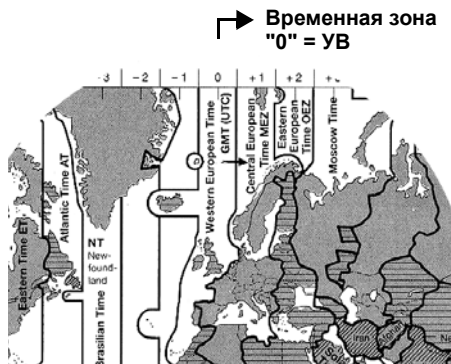 Временная зона
"0" = УВ
-3 -2 -1 0 +1 +2
Eastern Time ET
Atlantic Time AT
NT
New-
found-
land
Brasilian Time
Western European Time
GMT (UTC)
Central European
Time MEZ
Eastern
European
Time OEZ
Moscow Time
Iran